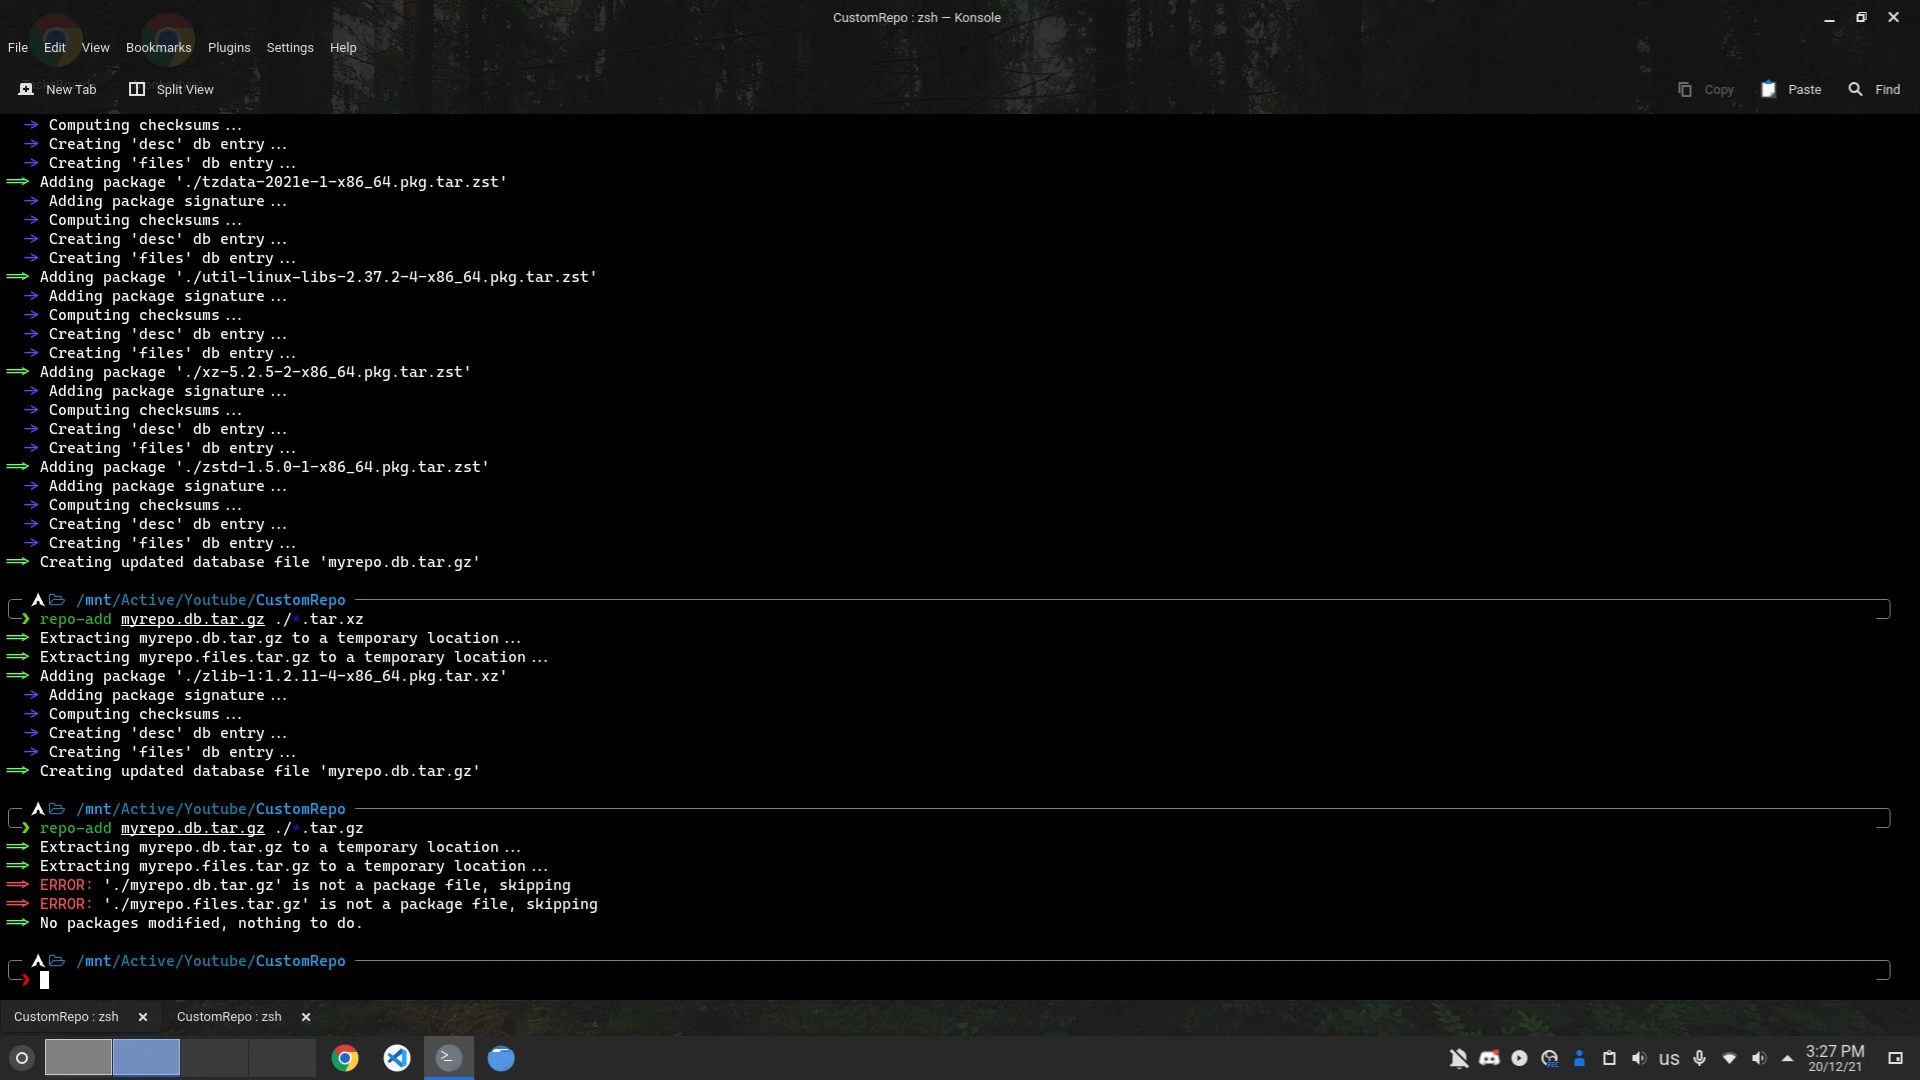 CustomRepo : zsh — Konsole
File Edit View Bookmarks Plugins Settings Help
New Tab Split View Copy Paste Find
→ Computing checksums...
→ Creating 'desc' db entry...
→ Creating 'files' db entry...
==> Adding package './tzdata-2021e-1-x86_64.pkg.tar.zst'
→ Adding package signature...
→ Computing checksums...
→ Creating 'desc' db entry...
→ Creating 'files' db entry...
==> Adding package './util-linux-libs-2.37.2-4-x86_64.pkg.tar.zst'
→ Adding package signature...
→ Computing checksums...
→ Creating 'desc' db entry...
→ Creating 'files' db entry...
==> Adding package './xz-5.2.5-2-x86_64.pkg.tar.zst'
→ Adding package signature...
→ Computing checksums...
→ Creating 'desc' db entry...
→ Creating 'files' db entry...
==> Adding package './zstd-1.5.0-1-x86_64.pkg.tar.zst'
→ Adding package signature...
→ Computing checksums...
→ Creating 'desc' db entry...
→ Creating 'files' db entry...
==> Creating updated database file 'myrepo.db.tar.gz'
/mnt/Active/Youtube/CustomRepo
❯ repo-add myrepo.db.tar.gz ./*.tar.xz
==> Extracting myrepo.db.tar.gz to a temporary location...
==> Extracting myrepo.files.tar.gz to a temporary location...
==> Adding package './zlib-1:1.2.11-4-x86_64.pkg.tar.xz'
→ Adding package signature...
→ Computing checksums...
→ Creating 'desc' db entry...
→ Creating 'files' db entry...
==> Creating updated database file 'myrepo.db.tar.gz'
/mnt/Active/Youtube/CustomRepo
❯ repo-add myrepo.db.tar.gz ./*.tar.gz
==> Extracting myrepo.db.tar.gz to a temporary location...
==> Extracting myrepo.files.tar.gz to a temporary location...
==> ERROR: './myrepo.db.tar.gz' is not a package file, skipping
==> ERROR: './myrepo.files.tar.gz' is not a package file, skipping
==> No packages modified, nothing to do.
/mnt/Active/Youtube/CustomRepo
❯
CustomRepo : zsh CustomRepo : zsh
us 3:27 PM
20/12/21